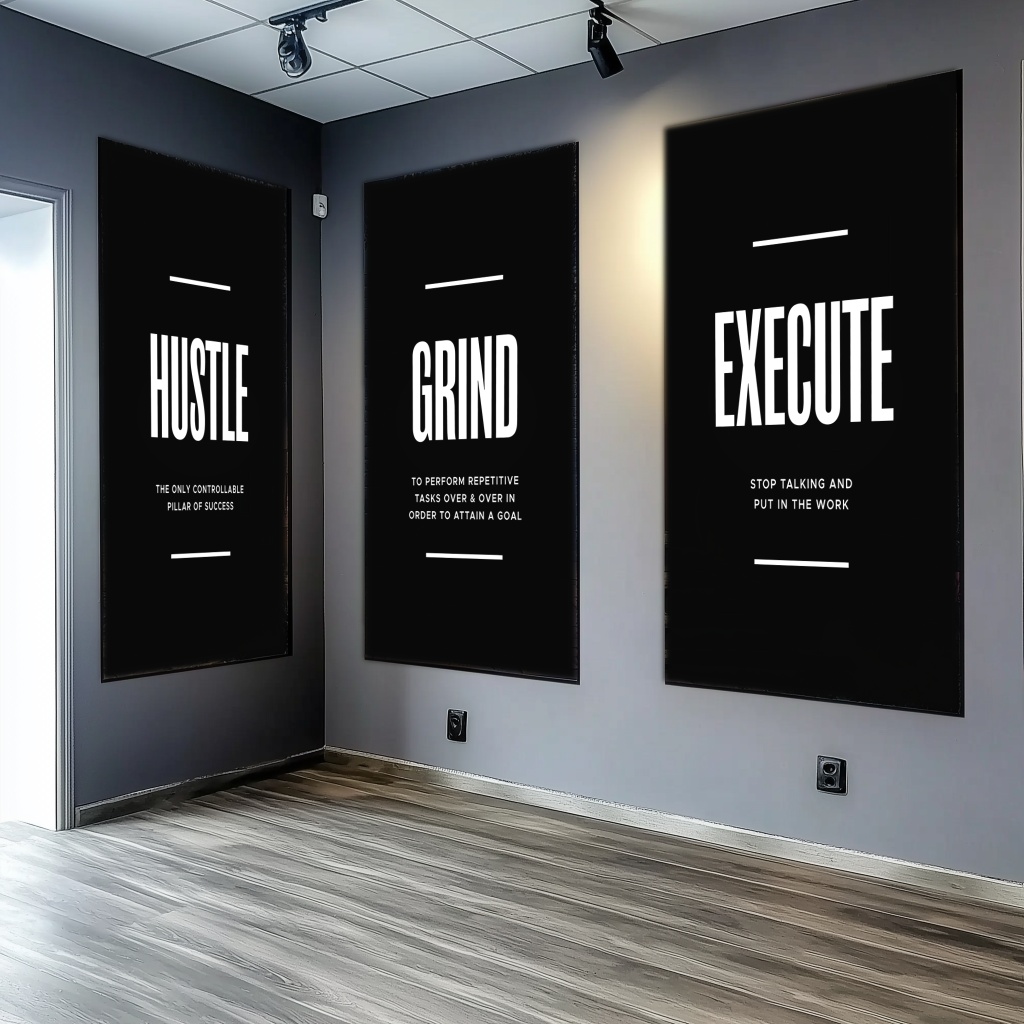 HUSTLE
THE ONLY CONTROLLABLE
PILLAR OF SUCCESS
GRIND
TO PERFORM REPETITIVE
TASKS OVER & OVER IN
ORDER TO ATTAIN A GOAL
EXECUTE
STOP TALKING AND
PUT IN THE WORK